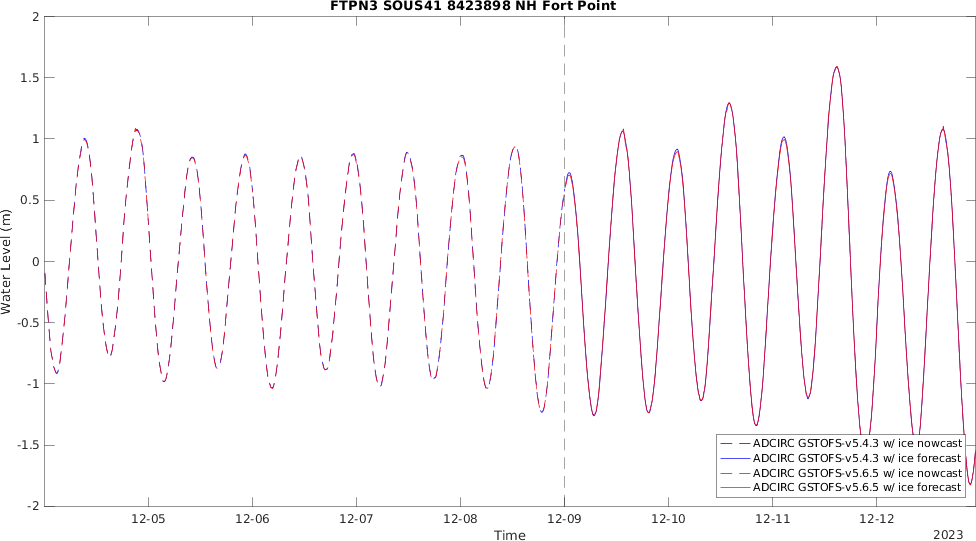 FTPN3 SOUS41 8423898 NH Fort Point
2
1.5
1
0.5
0
-0.5
-1
-1.5
-2
Water Level (m)
12-05
12-06
12-07
12-08
12-09
12-10
12-11
12-12
Time
2023
ADCIRC GSTOFS-v5.4.3 w/ ice nowcast
ADCIRC GSTOFS-v5.4.3 w/ ice forecast
ADCIRC GSTOFS-v5.6.5 w/ ice nowcast
ADCIRC GSTOFS-v5.6.5 w/ ice forecast